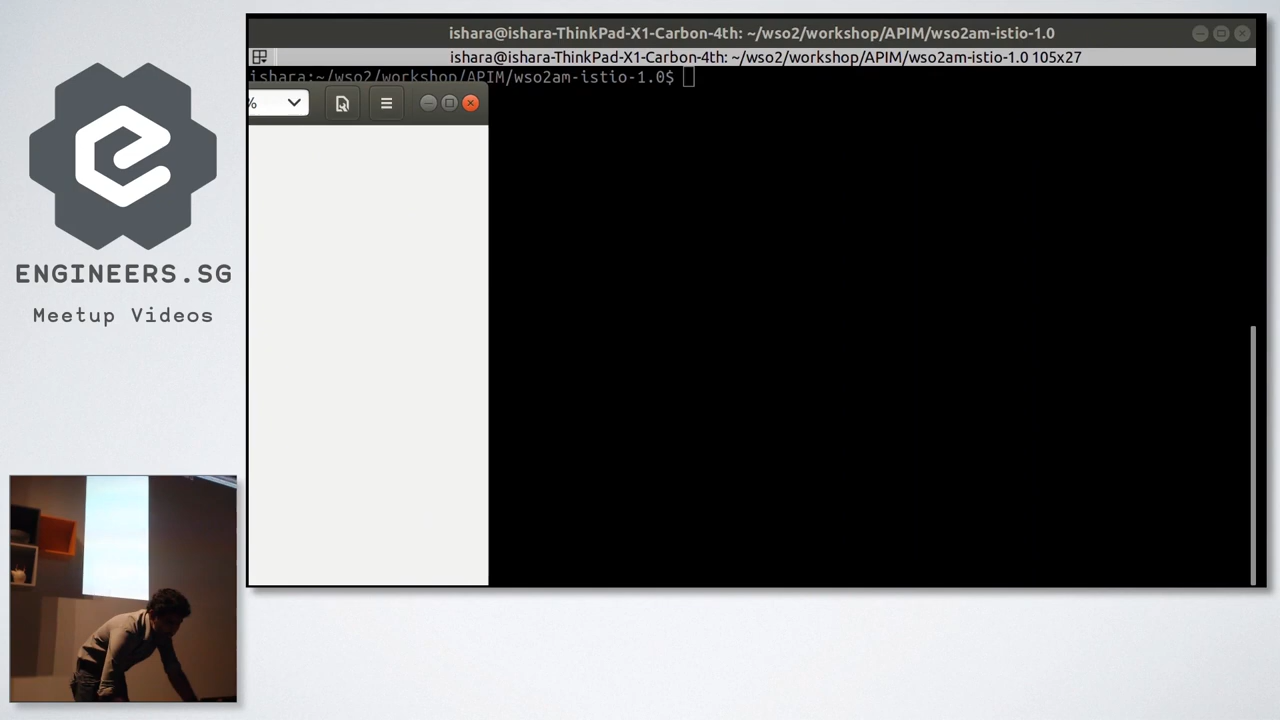 ishara@ishara-ThinkPad-X1-Carbon-4th: ~/wso2/workshop/APIM/wso2am-istio-1.0
ishara@ishara-ThinkPad-X1-Carbon-4th: ~/wso2/workshop/APIM/wso2am-istio-1.0 105x27
ishara:~/wso2/workshop/APIM/wso2am-istio-1.0$
%
ENGINEERS.SG
Meetup Videos